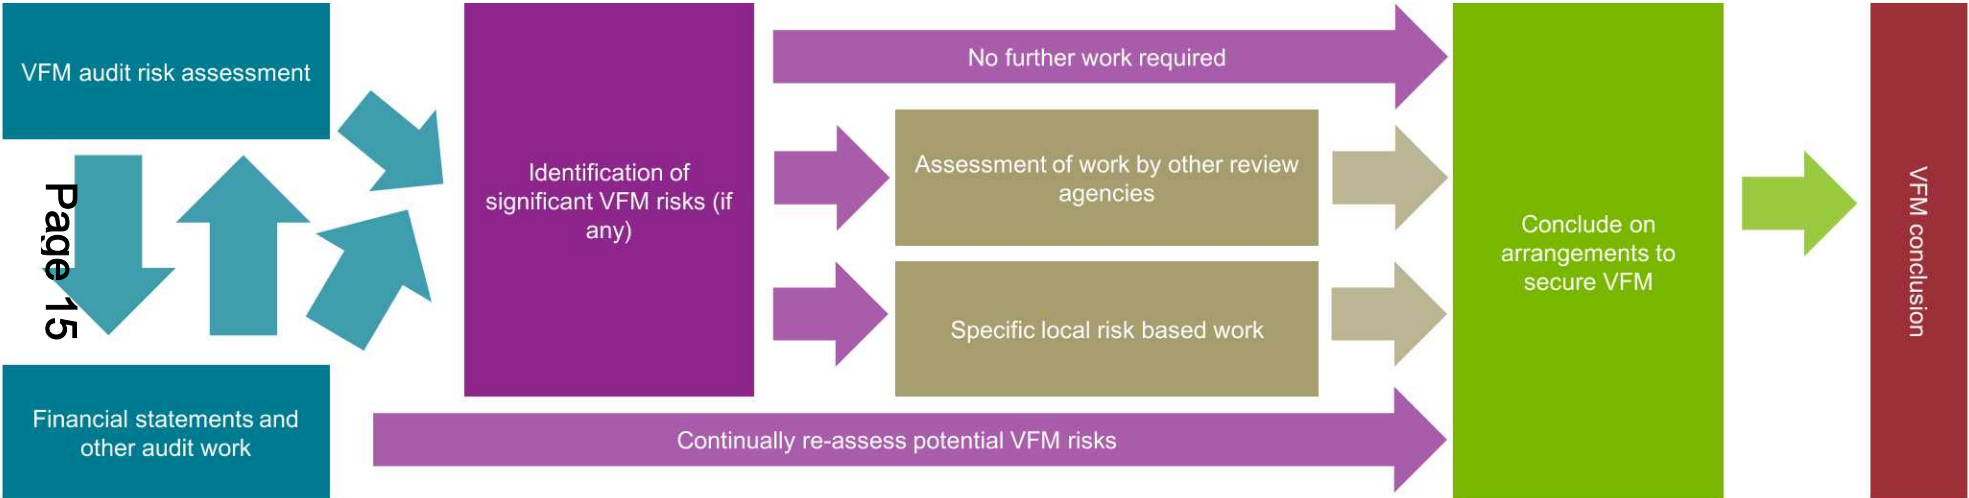 VFM audit risk assessment
Page 15
Financial statements and
other audit work
Identification of
significant VFM risks (if
any)
No further work required
Assessment of work by other review
agencies
Specific local risk based work
Continually re-assess potential VFM risks
Conclude on
arrangements to
secure VFM
VFM conclusion